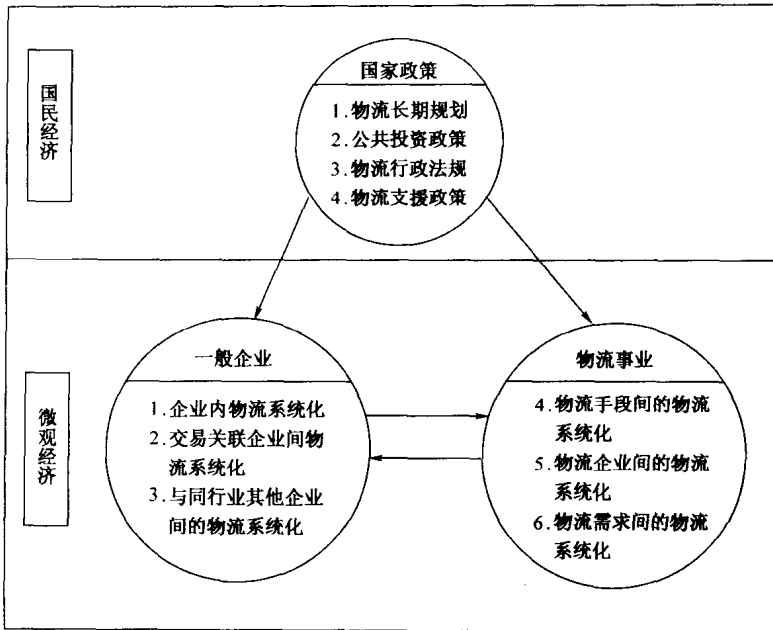 国民经济
国家政策
1.物流长期规划
2.公共投资政策
3.物流行政法规
4.物流支援政策
微观经济
一般企业
1.企业内物流系统化
2.交易关联企业间物
流系统化
3.与同行业其他企业
间的物流系统化
物流事业
4.物流手段间的物流
系统化
5.物流企业间的物流
系统化
6.物流需求间的物流
系统化